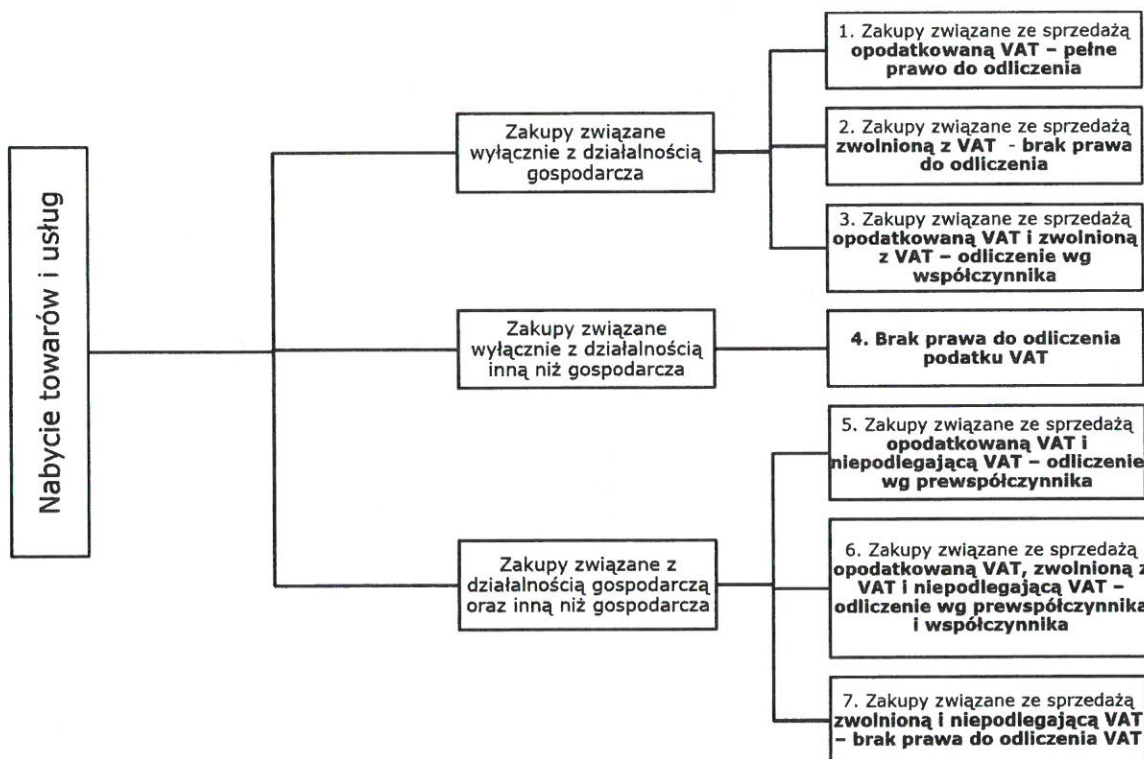 Nabycie towarów i usług
Zakupy związane
wyłącznie z działalnością
gospodarcza
1. Zakupy związane ze sprzedażą
opodatkowaną VAT – pełne
prawo do odliczenia
2. Zakupy związane ze sprzedażą
zwolnioną z VAT - brak prawa
do odliczenia
3. Zakupy związane ze sprzedażą
opodatkowaną VAT i zwolnioną
z VAT – odliczenie wg
współczynnika
Zakupy związane
wyłącznie z działalnością
inną niż gospodarcza
4. Brak prawa do odliczenia
podatku VAT
Zakupy związane z
działalnością gospodarczą
oraz inną niż gospodarcza
5. Zakupy związane ze sprzedażą
opodatkowaną VAT i
niepodlegającą VAT – odliczenie
wg prewspółczynnika
6. Zakupy związane ze sprzedażą
opodatkowaną VAT, zwolnioną z
VAT i niepodlegającą VAT –
odliczenie wg prewspółczynnika
i współczynnika
7. Zakupy związane ze sprzedażą
zwolnioną i niepodlegającą VAT
– brak prawa do odliczenia VAT